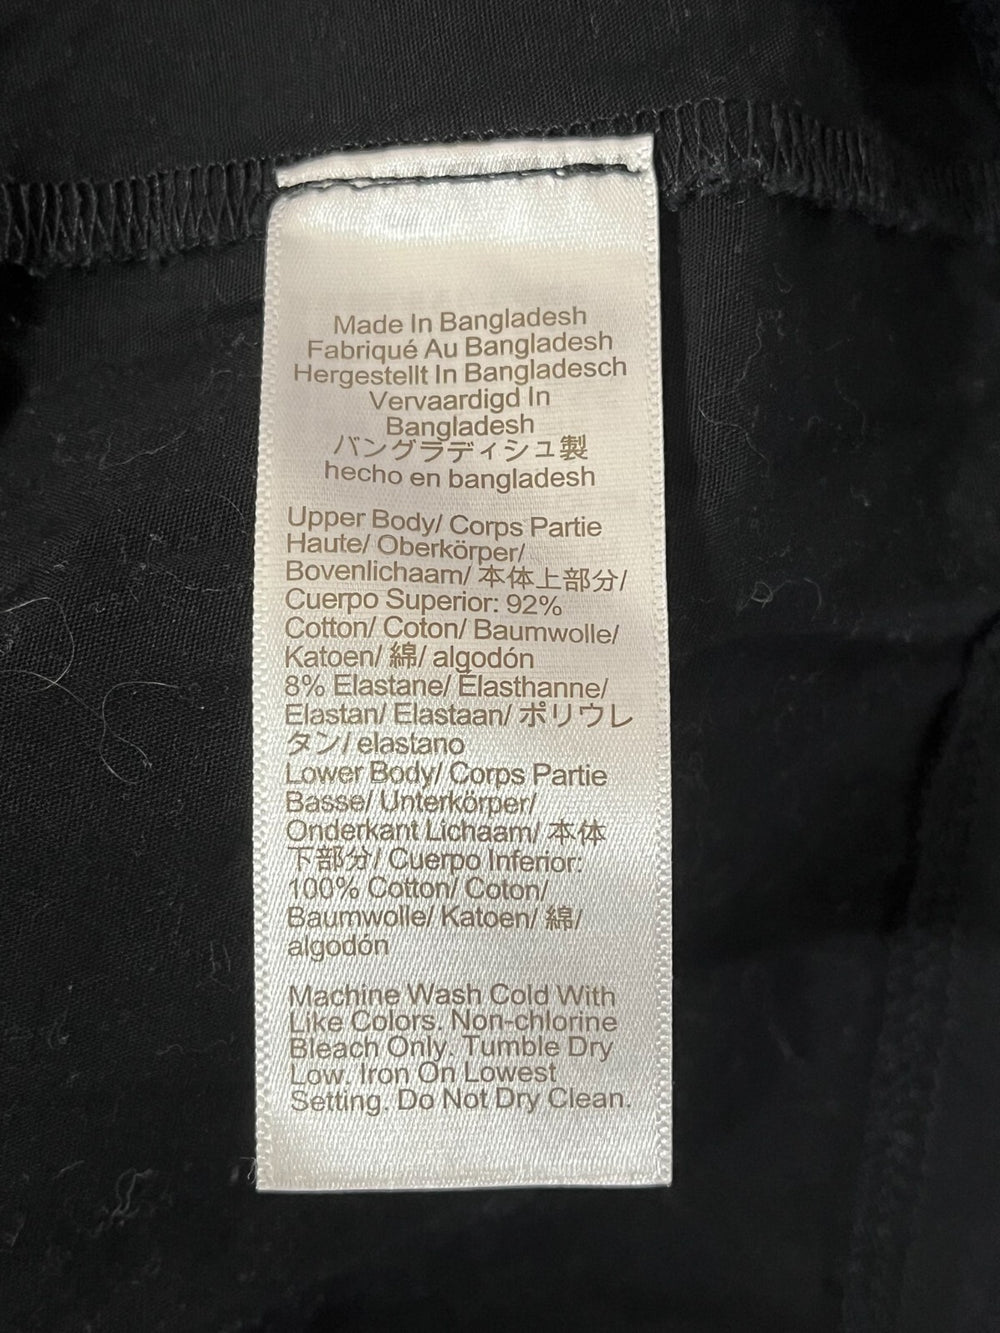 Made In Bangladesh
Fabriqué Au Bangladesh
Hergestellt In Bangladesch
Vervaardigd In
Bangladesh
バングラディシュ製
hecho en bangladesh
Upper Body/ Corps Partie
Haute/ Oberkörper/
Bovenlichaam/ 本体上部分/
Cuerpo Superior: 92%
Cotton/ Coton/ Baumwolle/
Katoen/ 綿/ algodón
8% Elastane/ Élasthanne/
Elastan/ Elastaan/ ポリウレ
タン/ elastano
Lower Body/ Corps Partie
Basse/ Unterkörper/
Onderkant Lichaam/ 本体
下部分/ Cuerpo Inferior:
100% Cotton/ Coton/
Baumwolle/ Katoen/ 綿/
algodón
Machine Wash Cold With
Like Colors. Non-chlorine
Bleach Only. Tumble Dry
Low. Iron On Lowest
Setting. Do Not Dry Clean.